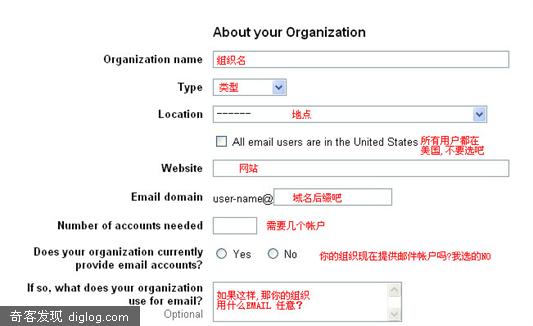 About your Organization
Organization name 组织名
Type 类型
Location ------ 地点
All email users are in the United States 所有用户都在
美国,不要选吧
Website 网站
Email domain user-name@ 域名后缀吧
Number of accounts needed 需要几个帐户
Does your organization currently
provide email accounts? Yes No 你的组织现在提供邮件帐户吗?我选的NO
If so, what does your organization
use for email? 如果这样,那你的组织
用什么EMAIL 任意?
Optional
奇客发现 diglog.com